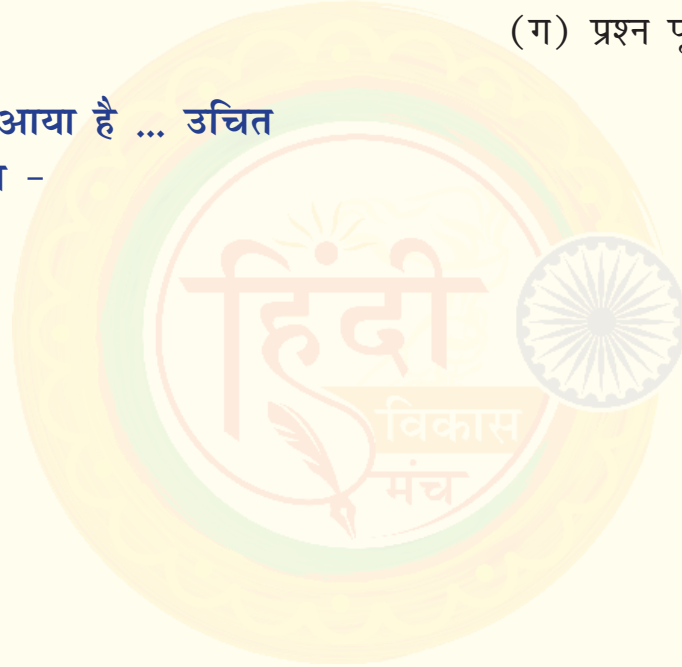 (ग) प्रश्न
आया है ... उचित
हिंदी
विकास
मंच